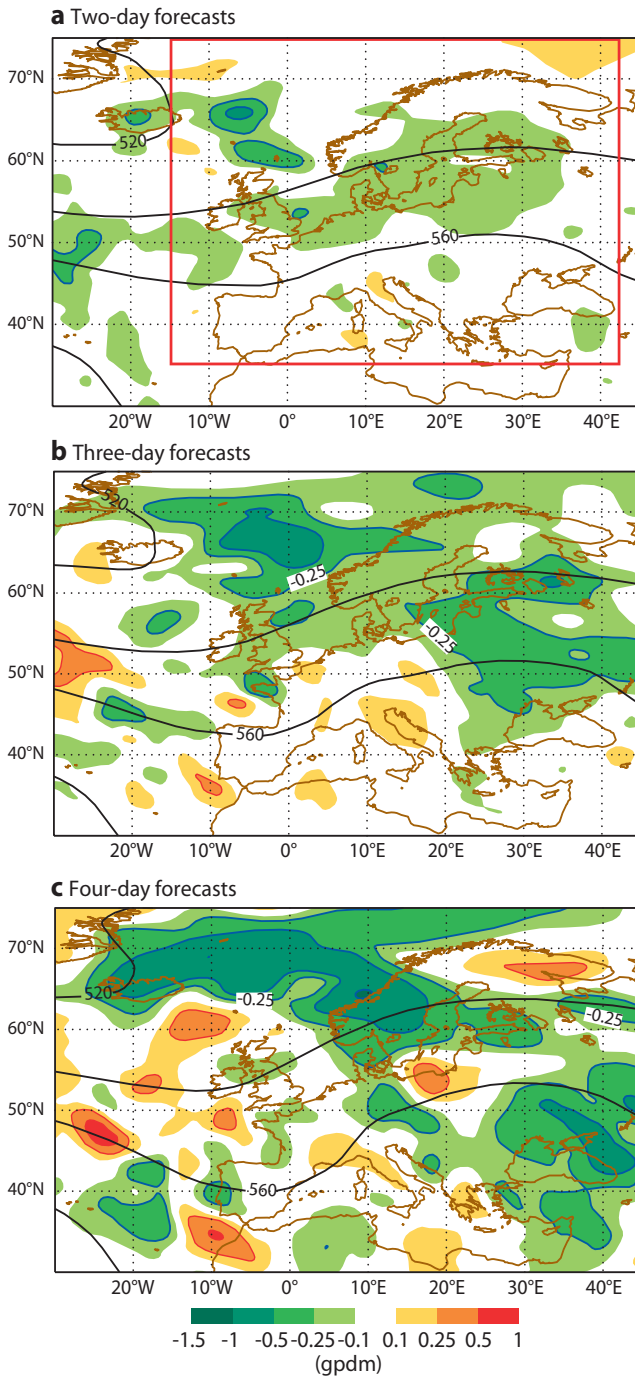 a Two-day forecasts
70°N
60°N
50°N
40°N
520
560
20°W 10°W 0° 10°E 20°E 30°E 40°E
b Three-day forecasts
70°N
60°N
50°N
40°N
520
-0.25
-0.25
560
20°W 10°W 0° 10°E 20°E 30°E 40°E
c Four-day forecasts
70°N
60°N
50°N
40°N
520
-0.25
-0.25
560
20°W 10°W 0° 10°E 20°E 30°E 40°E
-1.5 -1 -0.5 -0.25 -0.1 0.1 0.25 0.5 1
(gpdm)